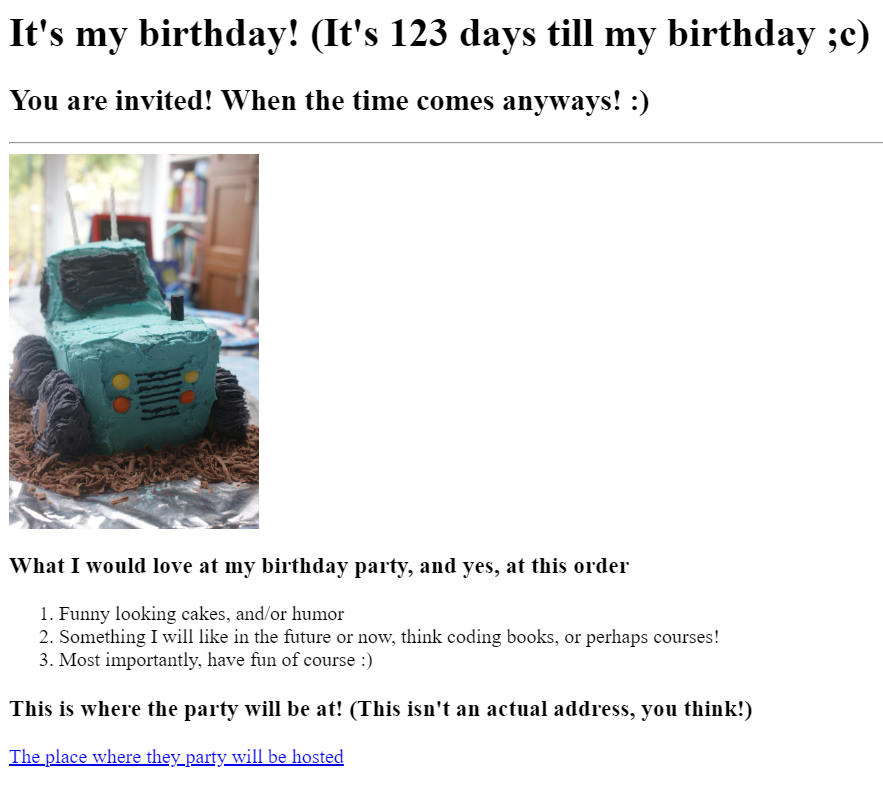 It's my birthday! (It's 123 days till my birthday ;c)
You are invited! When the time comes anyways! :)
What I would love at my birthday party, and yes, at this order
1. Funny looking cakes, and/or humor
2. Something I will like in the future or now, think coding books, or perhaps courses!
3. Most importantly, have fun of course :)
This is where the party will be at! (This isn't an actual address, you think!)
The place where they party will be hosted